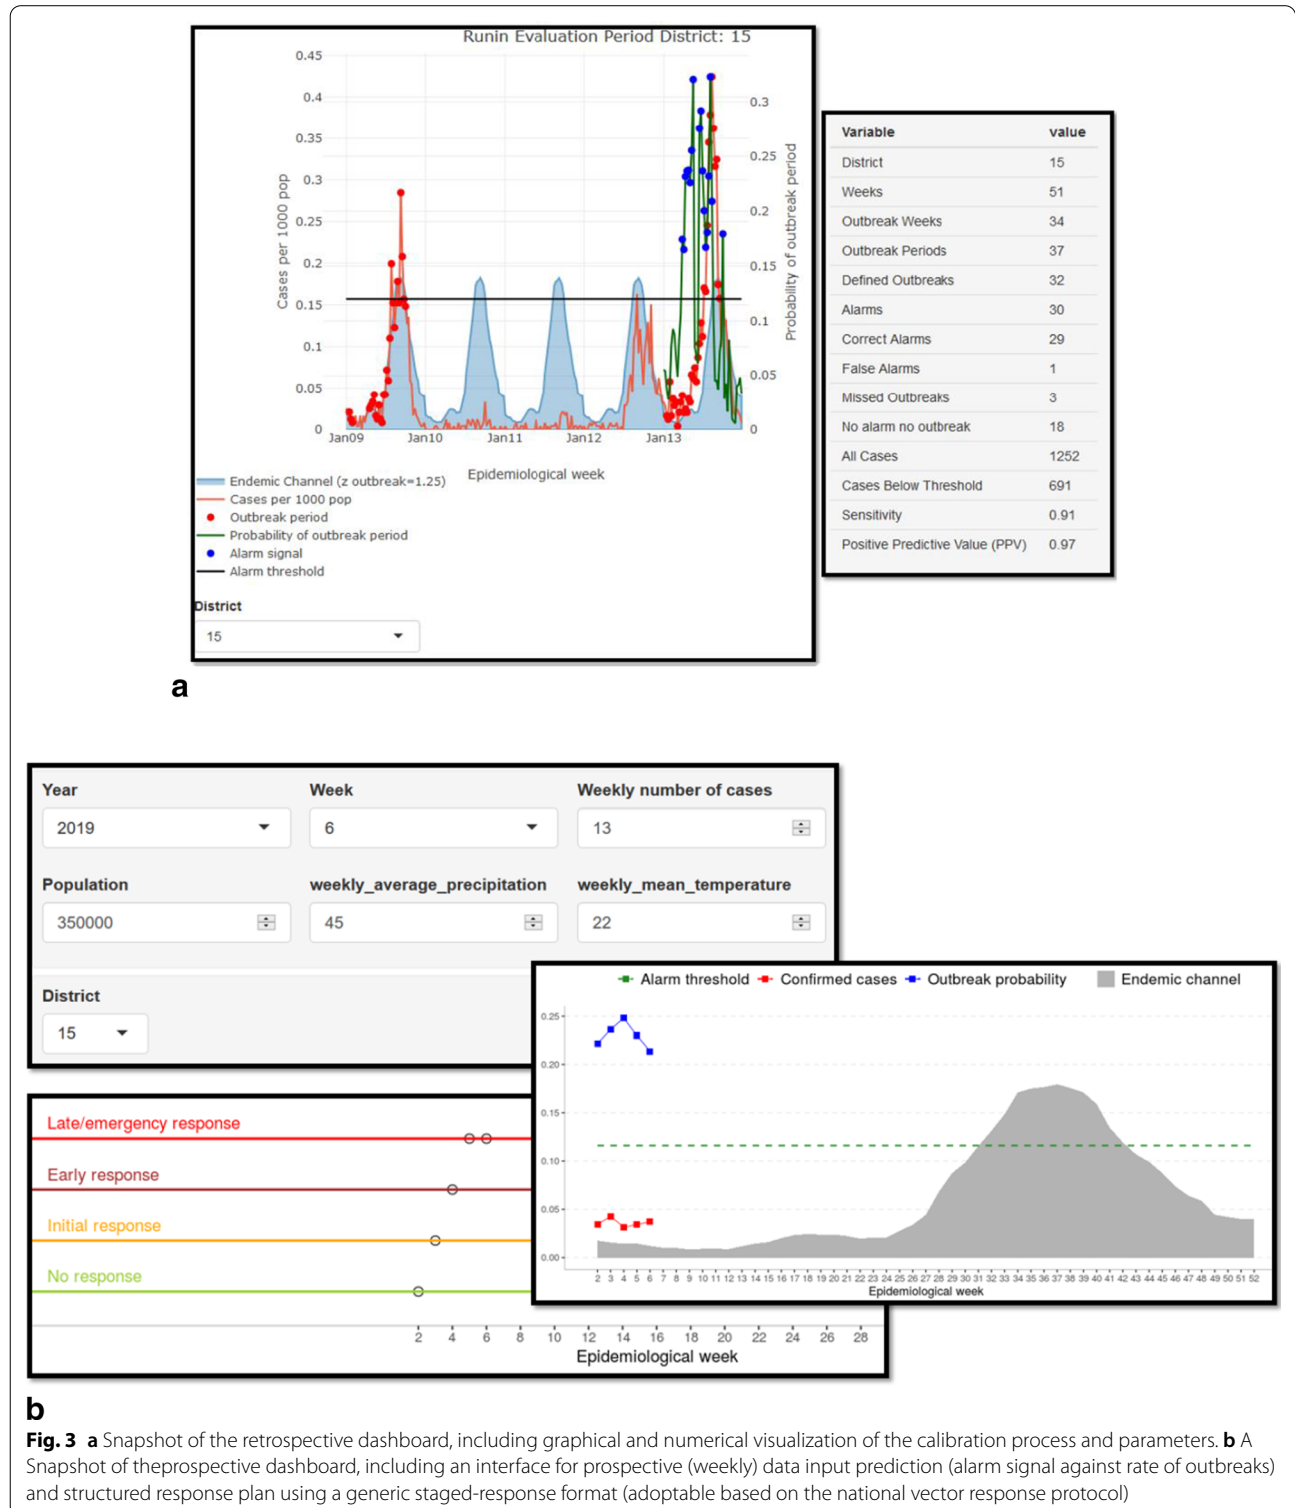 Runin Evaluation Period District: 15
0.45
0.4
0.35
0.3
0.25
0.2
0.15
0.1
0.05
0
Cases per 1000 pop
0.3
0.25
0.2
0.15
0.1
0.05
0
Probability of outbreak period
Jan09 Jan10 Jan11 Jan12 Jan13
Epidemiological week
Endemic Channel (z outbreak=1.25)
Cases per 1000 pop
Outbreak period
Probability of outbreak period
Alarm signal
Alarm threshold
District
15
Variable value
District 15
Weeks 51
Outbreak Weeks 34
Outbreak Periods 37
Defined Outbreaks 32
Alarms 30
Correct Alarms 29
False Alarms 1
Missed Outbreaks 3
No alarm no outbreak 18
All Cases 1252
Cases Below Threshold 691
Sensitivity 0.91
Positive Predictive Value (PPV) 0.97
a
Year Week Weekly number of cases
2019 6 13
Population weekly_average_precipitation weekly_mean_temperature
350000 45 22
District
15
Alarm threshold Confirmed cases Outbreak probability Endemic channel
0.25
0.20
0.15
0.10
0.05
0.00
2 3 4 5 6 7 8 9 10 11 12 13 14 15 16 17 18 19 20 21 22 23 24 25 26 27 28 29 30 31 32 33 34 35 36 37 38 39 40 41 42 43 44 45 46 47 48 49 50 51 52
Epidemiological week
Late/emergency response
Early response
Initial response
No response
2 4 6 8 10 12 14 16 18 20 22 24 26 28
Epidemiological week
b
Fig. 3 a Snapshot of the retrospective dashboard, including graphical and numerical visualization of the calibration process and parameters. b A
Snapshot of theprospective dashboard, including an interface for prospective (weekly) data input prediction (alarm signal against rate of outbreaks)
and structured response plan using a generic staged-response format (adoptable based on the national vector response protocol)